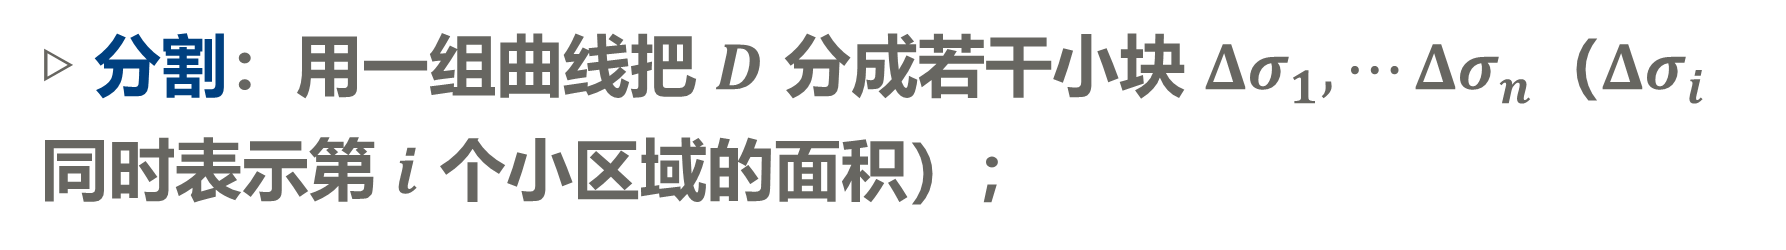 ▷ 分割：用一组曲线把 D 分成若干小块 Δσ₁,⋯Δσₙ（Δσᵢ
同时表示第 i 个小区域的面积）；